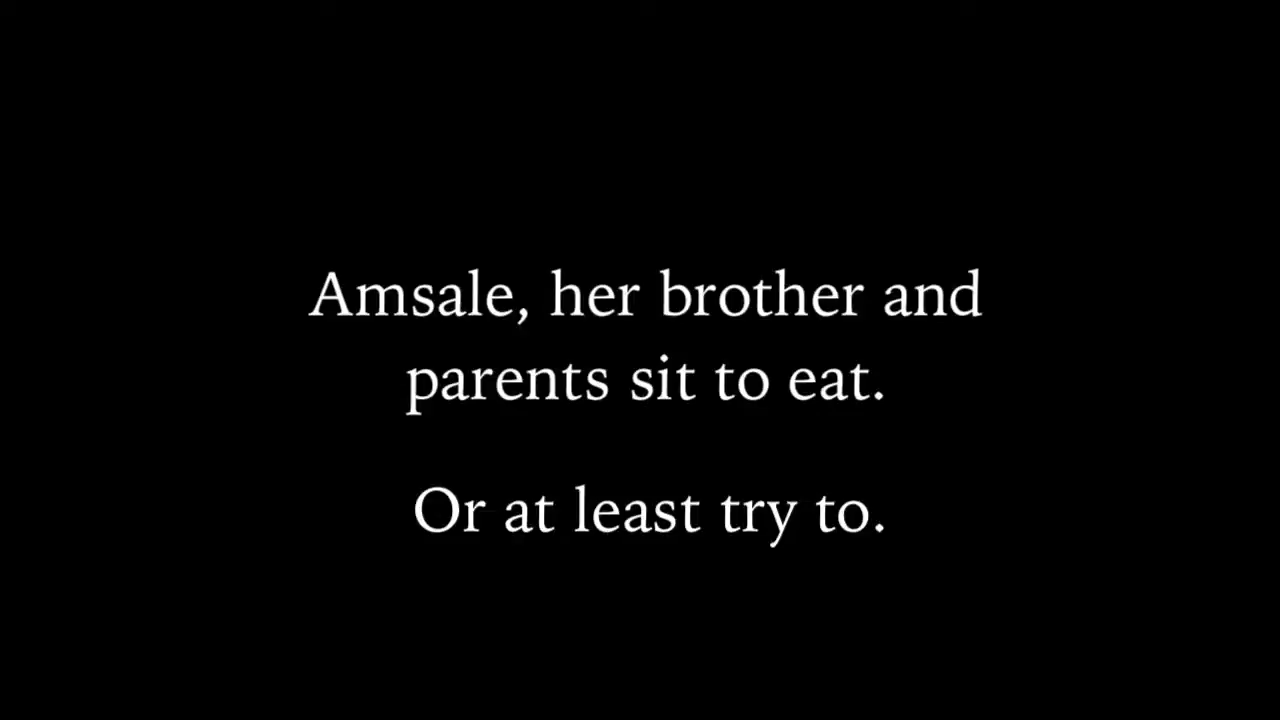 Amsale, her brother and
parents sit to eat.
Or at least try to.